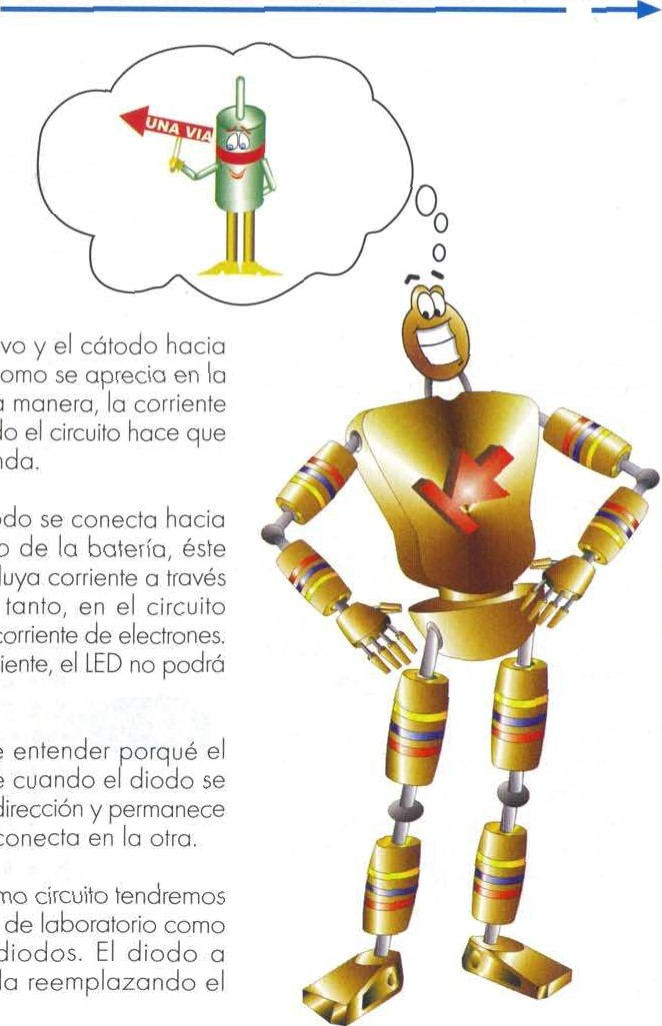 UNA VIA
vo y el cátodo hacia
omo se aprecia en la
a manera, la corriente
do el circuito hace que
nda.
odo se conecta hacia
o de la batería, éste
luya corriente a través
tanto, en el circuito
corriente de electrones.
iente, el LED no podrá
e entender porqué el
e cuando el diodo se
dirección y permanece
conecta en la otra.
mo circuito tendremos
de laboratorio como
diodos. El diodo a
da reemplazando el